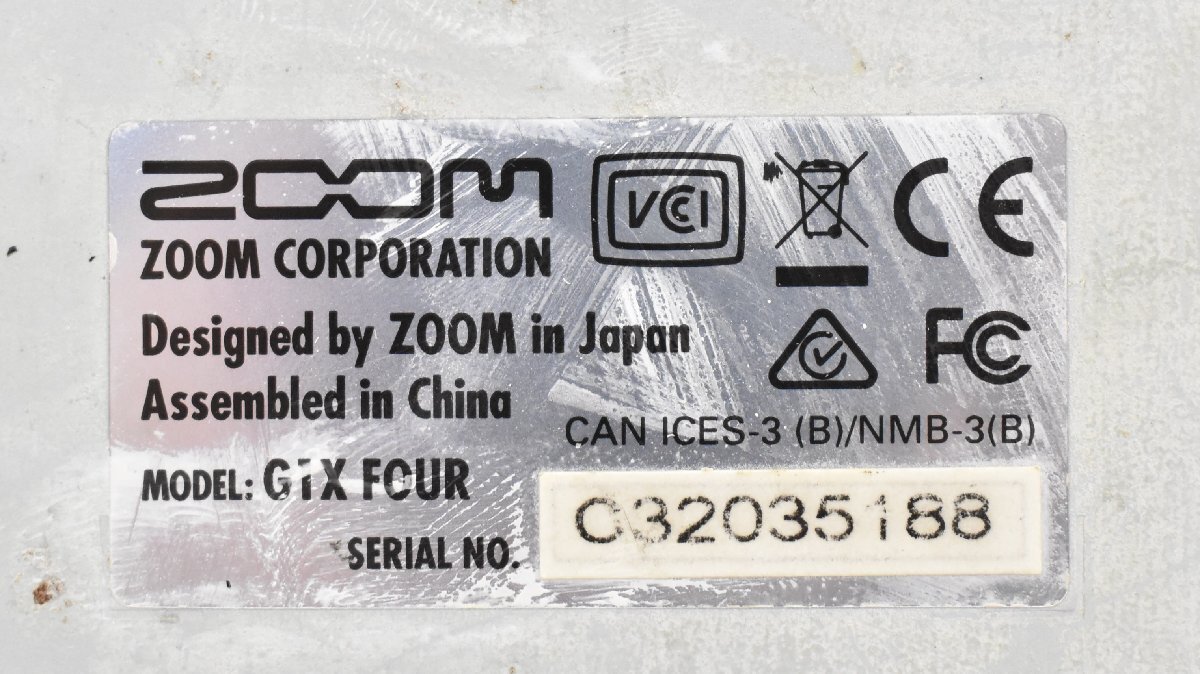 ZOOM
ZOOM CORPORATION
VCCI
CE
Designed by ZOOM in Japan
Assembled in China
FC
CAN ICES-3 (B)/NMB-3(B)
MODEL: G1X FOUR
SERIAL NO. C32035188